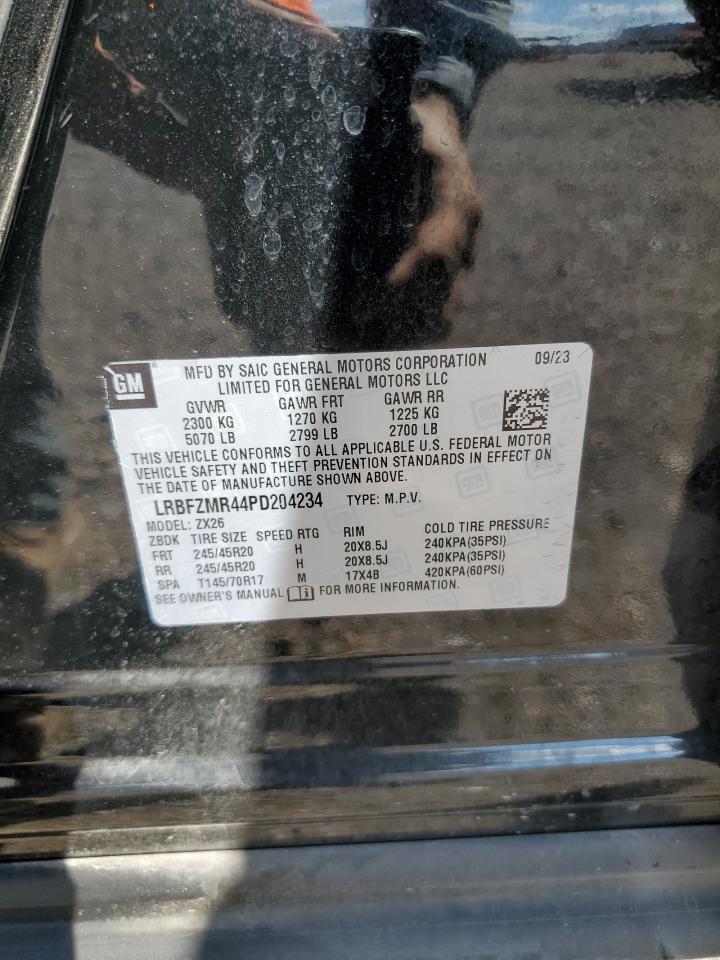 GM ®
MFD BY SAIC GENERAL MOTORS CORPORATION 09/23
LIMITED FOR GENERAL MOTORS LLC
GVWR GAWR FRT GAWR RR
2300 KG 1270 KG 1225 KG
5070 LB 2799 LB 2700 LB
THIS VEHICLE CONFORMS TO ALL APPLICABLE U.S. FEDERAL MOTOR
VEHICLE SAFETY AND THEFT PREVENTION STANDARDS IN EFFECT ON
THE DATE OF MANUFACTURE SHOWN ABOVE.
LRBFZMR44PD204234 TYPE: M.P.V.
MODEL: ZX26
ZBDK TIRE SIZE SPEED RTG RIM COLD TIRE PRESSURE
FRT 245/45R20 H 20X8.5J 240KPA(35PSI)
RR 245/45R20 H 20X8.5J 240KPA(35PSI)
SPA T145/70R17 M 17X4B 420KPA(60PSI)
SEE OWNER'S MANUAL FOR MORE INFORMATION.